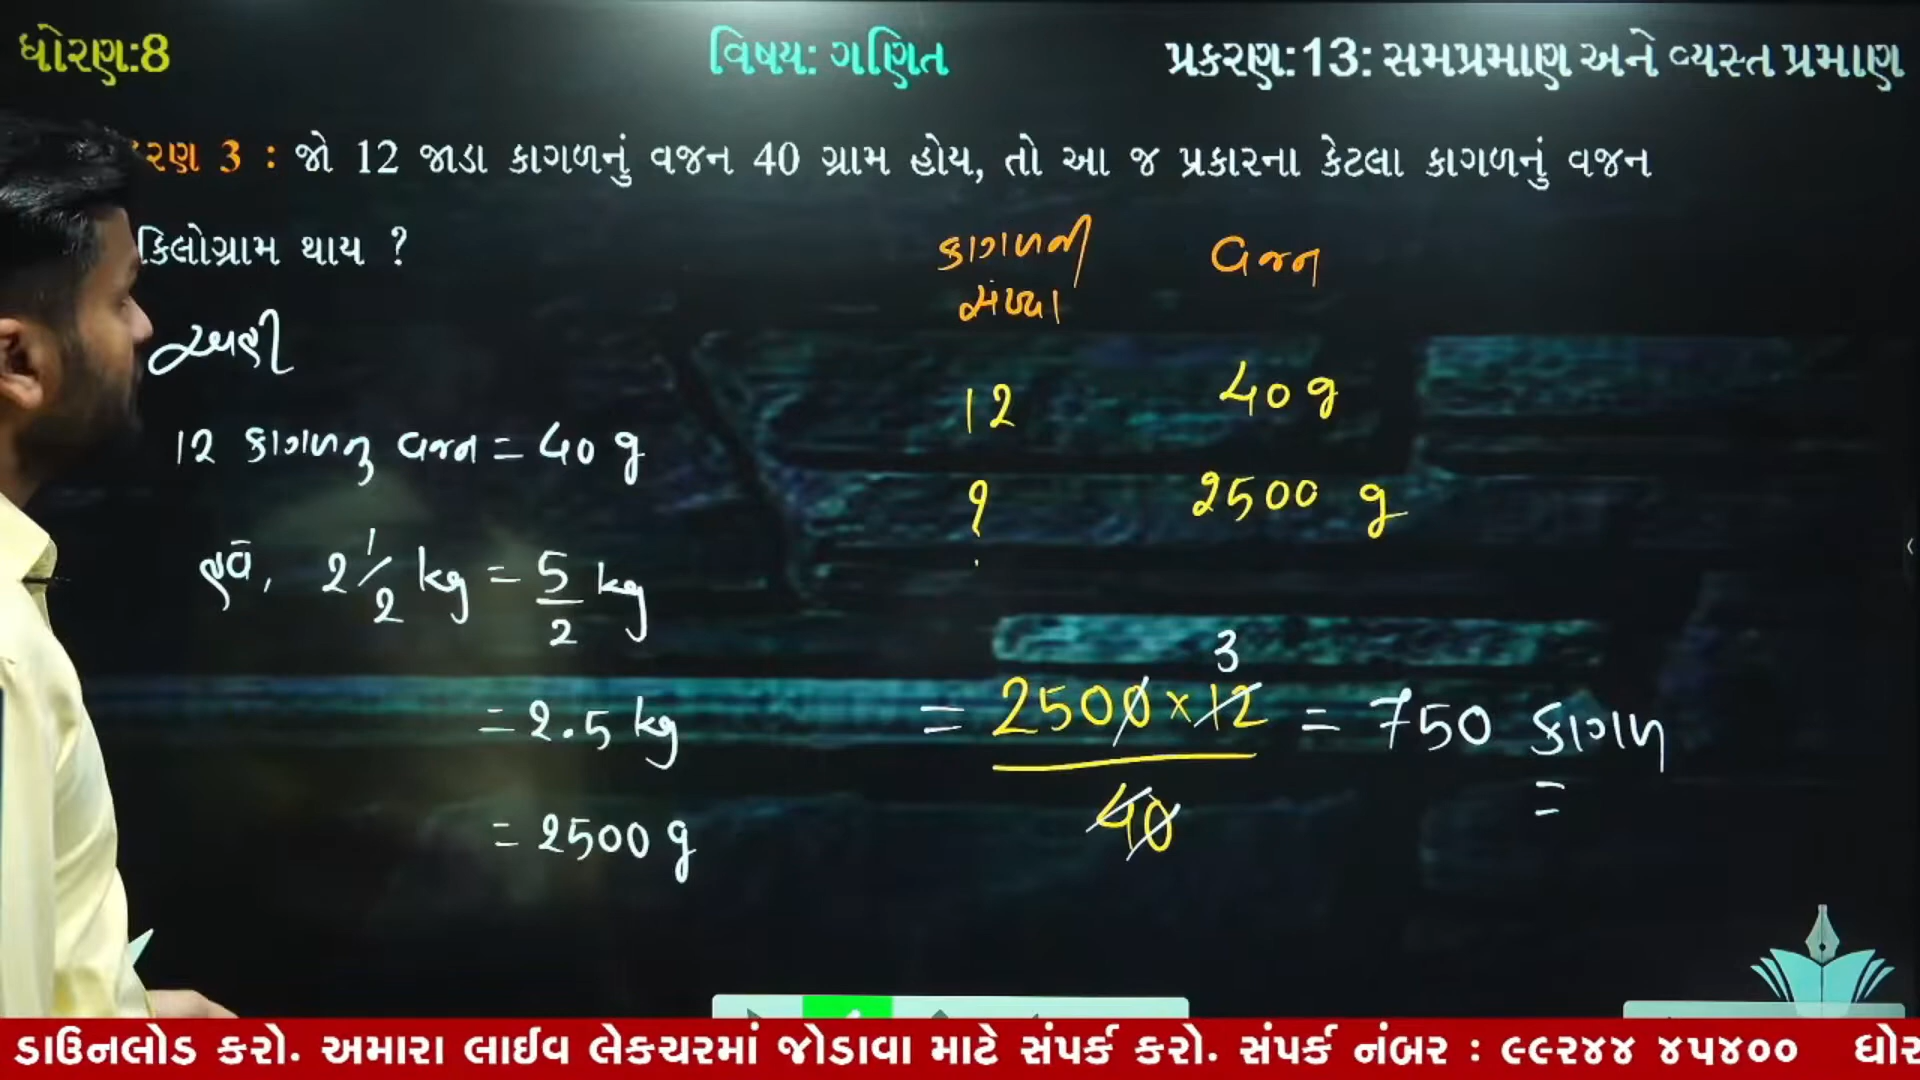 ધોરણ:8
વિષય: ગણિત
પ્રકરણ:13: સમપ્રમાણ અને વ્યસ્ત પ્રમાણ
રણ 3 : જો 12 જાડા કાગળનું વજન 40 ગ્રામ હોય, તો આ જ પ્રકારના કેટલા કાગળનું વજન
કિલોગ્રામ થાય ?
12 કાગળનુ વજન = 40 g
હવે, 2 1/2 kg = 5/2 kg
= 2.5 kg
= 2500 g
કાગળની સંખ્યા વજન
12 40 g
? 2500 g
3
= 2500 × 12 / 40 = 750 કાગળ
ડાઉનલોડ કરો. અમારા લાઈવ લેકચરમાં જોડાવા માટે સંપર્ક કરો. સંપર્ક નંબર : ૯૯૨૪૪ ૪૫૪૦૦ ધોર